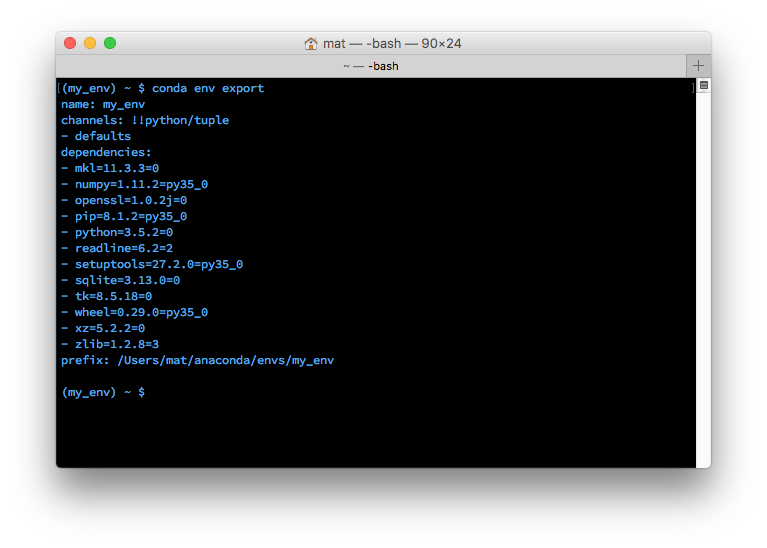 mat — -bash — 90×24
~ — -bash
[(my_env) ~ $ conda env export ]
name: my_env
channels: !!python/tuple
- defaults
dependencies:
- mkl=11.3.3=0
- numpy=1.11.2=py35_0
- openssl=1.0.2j=0
- pip=8.1.2=py35_0
- python=3.5.2=0
- readline=6.2=2
- setuptools=27.2.0=py35_0
- sqlite=3.13.0=0
- tk=8.5.18=0
- wheel=0.29.0=py35_0
- xz=5.2.2=0
- zlib=1.2.8=3
prefix: /Users/mat/anaconda/envs/my_env
(my_env) ~ $